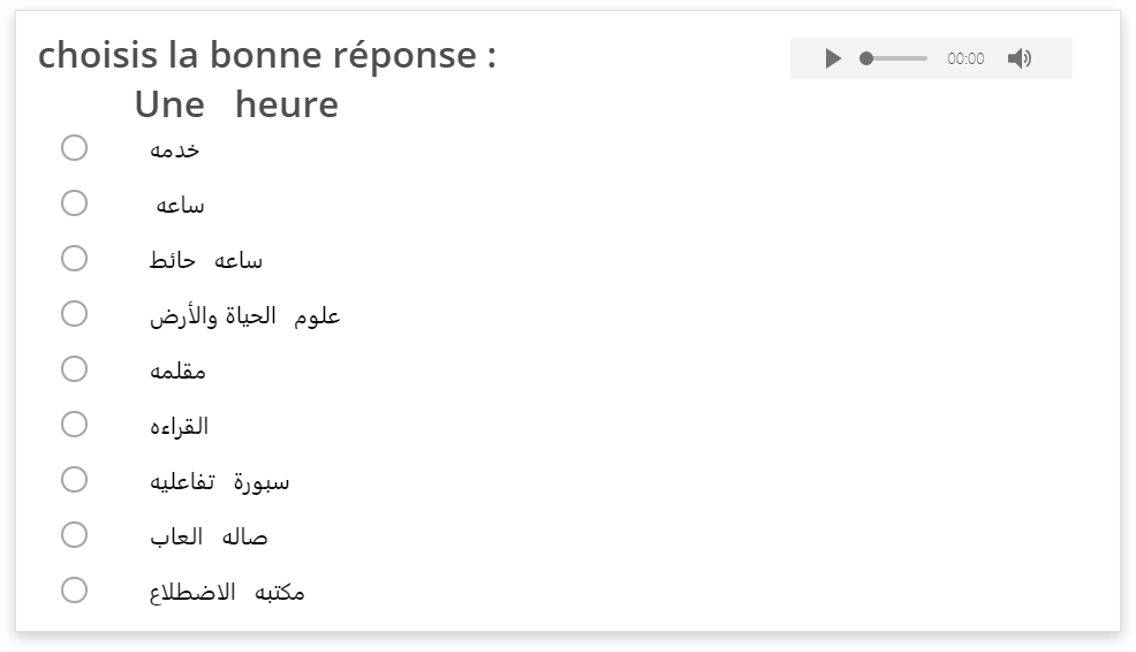 choisis la bonne réponse :
00:00
Une heure
خدمه
ساعه
ساعه حائط
علوم الحياة والأرض
مقلمه
القراءه
سبورة تفاعليه
صاله العاب
مكتبه الاضطلاع